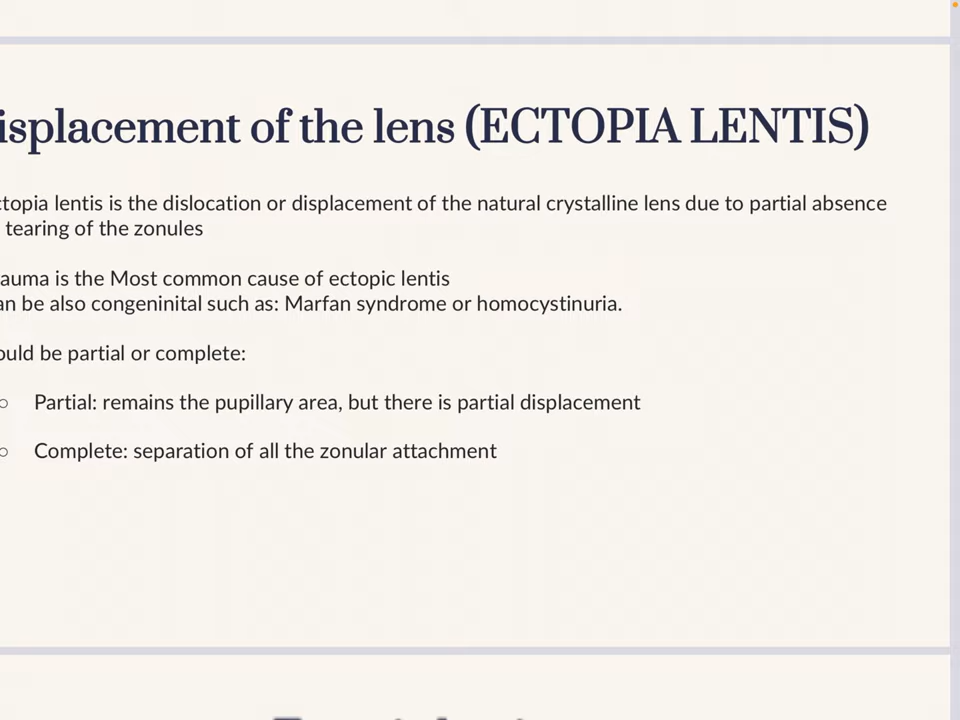 isplacement of the lens (ECTOPIA LENTIS)
ctopia lentis is the dislocation or displacement of the natural crystalline lens due to partial absence
tearing of the zonules
auma is the Most common cause of ectopic lentis
an be also congeninital such as: Marfan syndrome or homocystinuria.
ould be partial or complete:
○ Partial: remains the pupillary area, but there is partial displacement
○ Complete: separation of all the zonular attachment